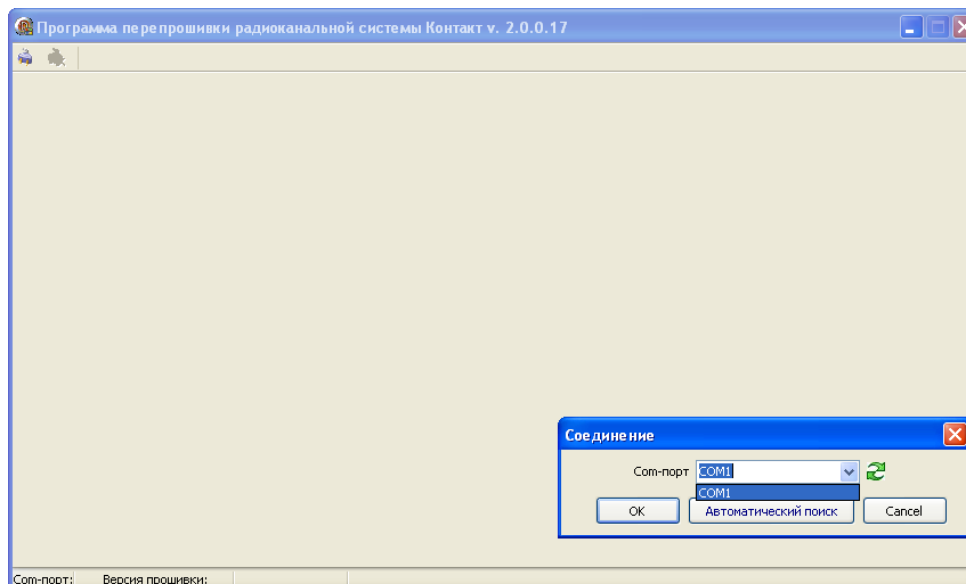 Программа перепрошивки радиоканальной системы Контакт v. 2.0.0.17
Соединение
Com-порт COM1
COM1
OK Автоматический поиск Cancel
Com-порт: Версия прошивки: